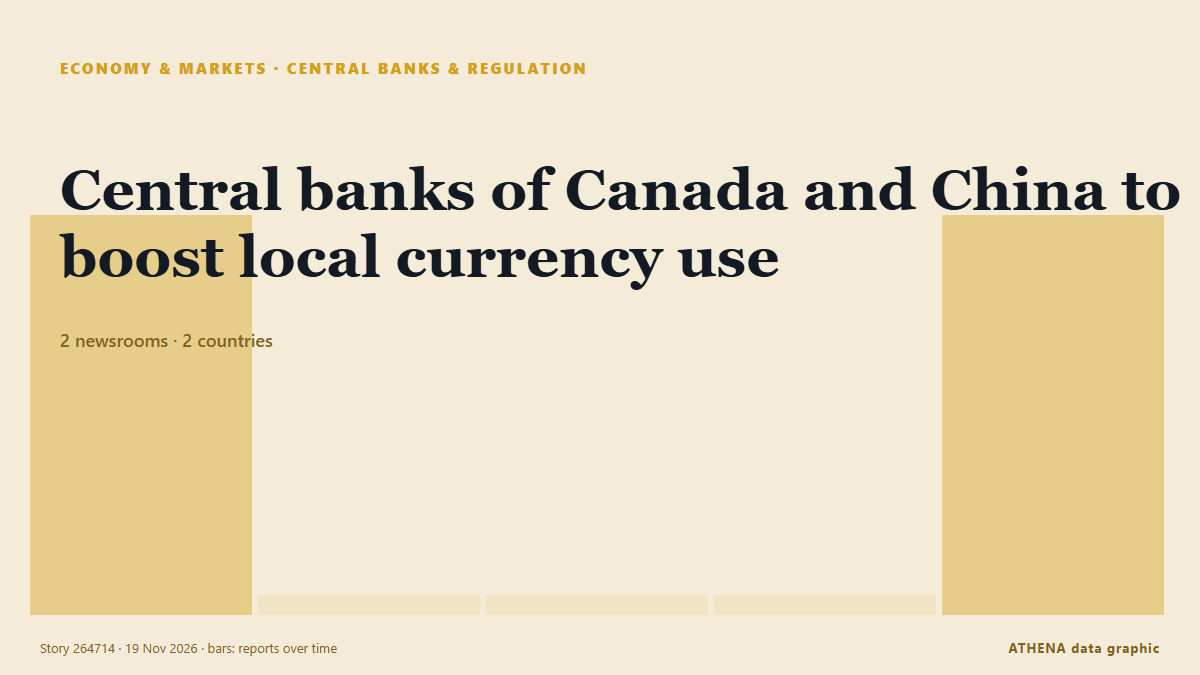 ECONOMY & MARKETS · CENTRAL BANKS & REGULATION
Central banks of Canada and China to
boost local currency use
2 newsrooms · 2 countries
Story 264714 · 19 Nov 2026 · bars: reports over time
ATHENA data graphic